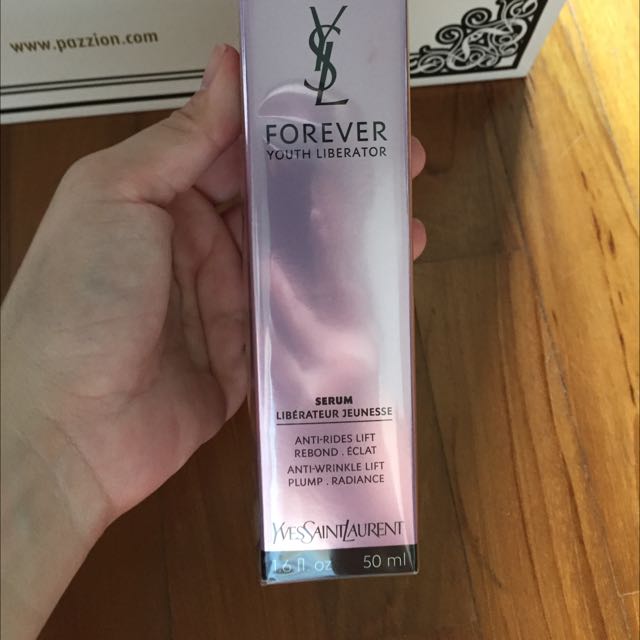 www.pazzion.com
YSL
FOREVER
YOUTH LIBERATOR
SERUM
LIBÉRATEUR JEUNESSE
ANTI-RIDES LIFT
REBOND . ÉCLAT
ANTI-WRINKLE LIFT
PLUMP . RADIANCE
YVESSAINTLAURENT
1.6 fl oz 50 ml